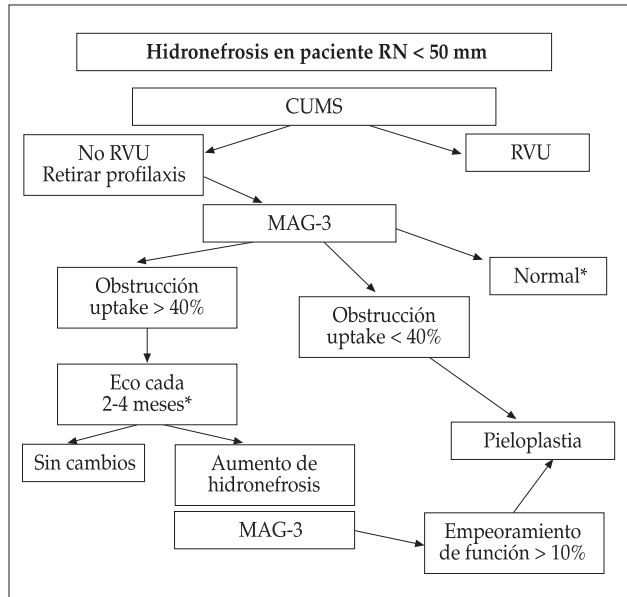 Hidronefrosis en paciente RN < 50 mm
CUMS
No RVU
Retirar profilaxis
RVU
MAG-3
Normal*
Obstrucción
uptake > 40%
Obstrucción
uptake < 40%
Eco cada
2-4 meses*
Pieloplastia
Sin cambios
Aumento de
hidronefrosis
MAG-3
Empeoramiento
de función > 10%